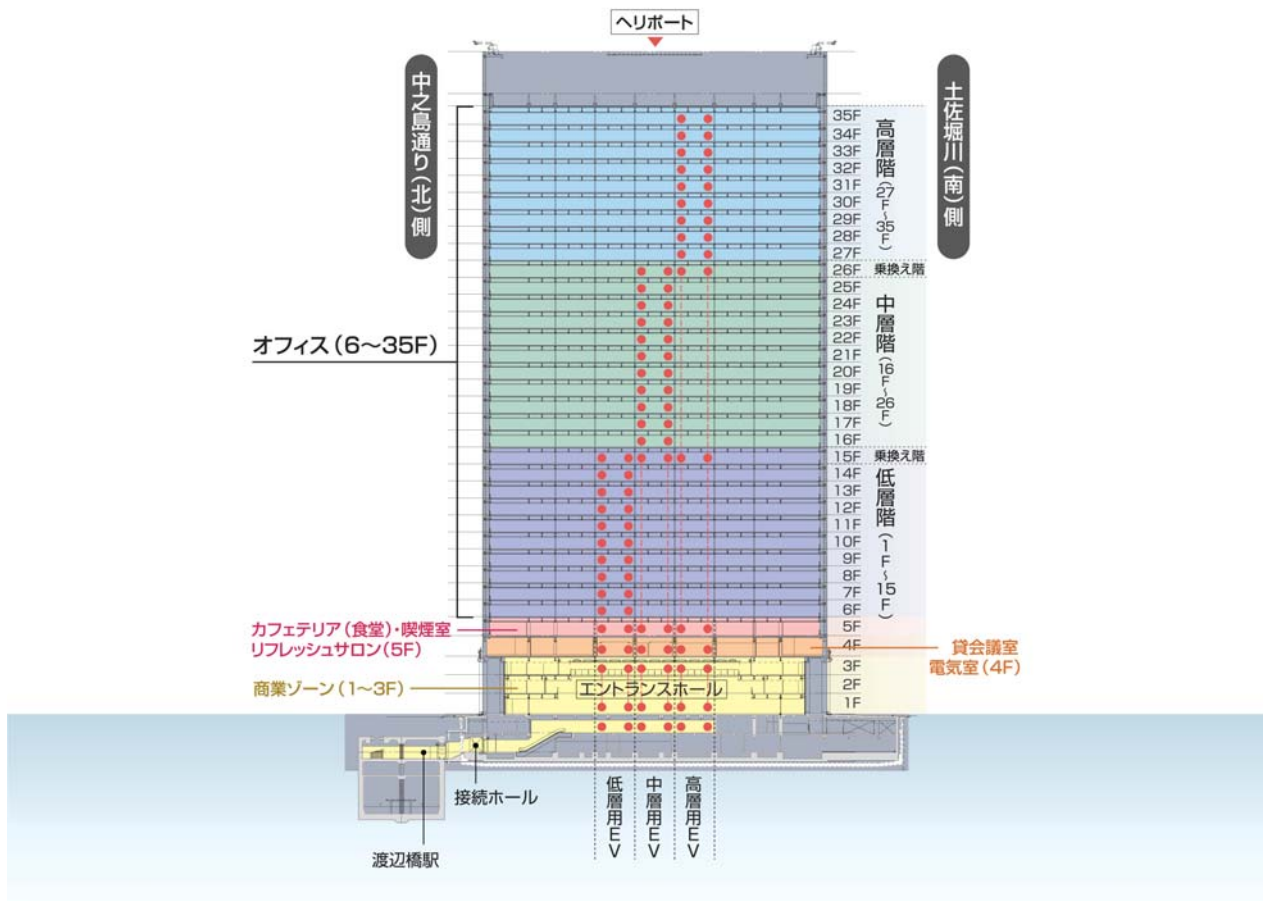 ヘリポート
中之島通り(北)側
土佐堀川(南)側
35F
34F
33F
32F
31F
30F
29F
28F
27F
26F
25F
24F
23F
22F
21F
20F
19F
18F
17F
16F
15F
14F
13F
12F
11F
10F
9F
8F
7F
6F
5F
4F
3F
2F
1F
高層階(27F~35F)
乗換え階
中層階(16F~26F)
乗換え階
低層階(1F~15F)
オフィス(6〜35F)
カフェテリア(食堂)・喫煙室
リフレッシュサロン(5F)
貸会議室
電気室(4F)
商業ゾーン(1〜3F)
エントランスホール
接続ホール
渡辺橋駅
低層用EV
中層用EV
高層用EV